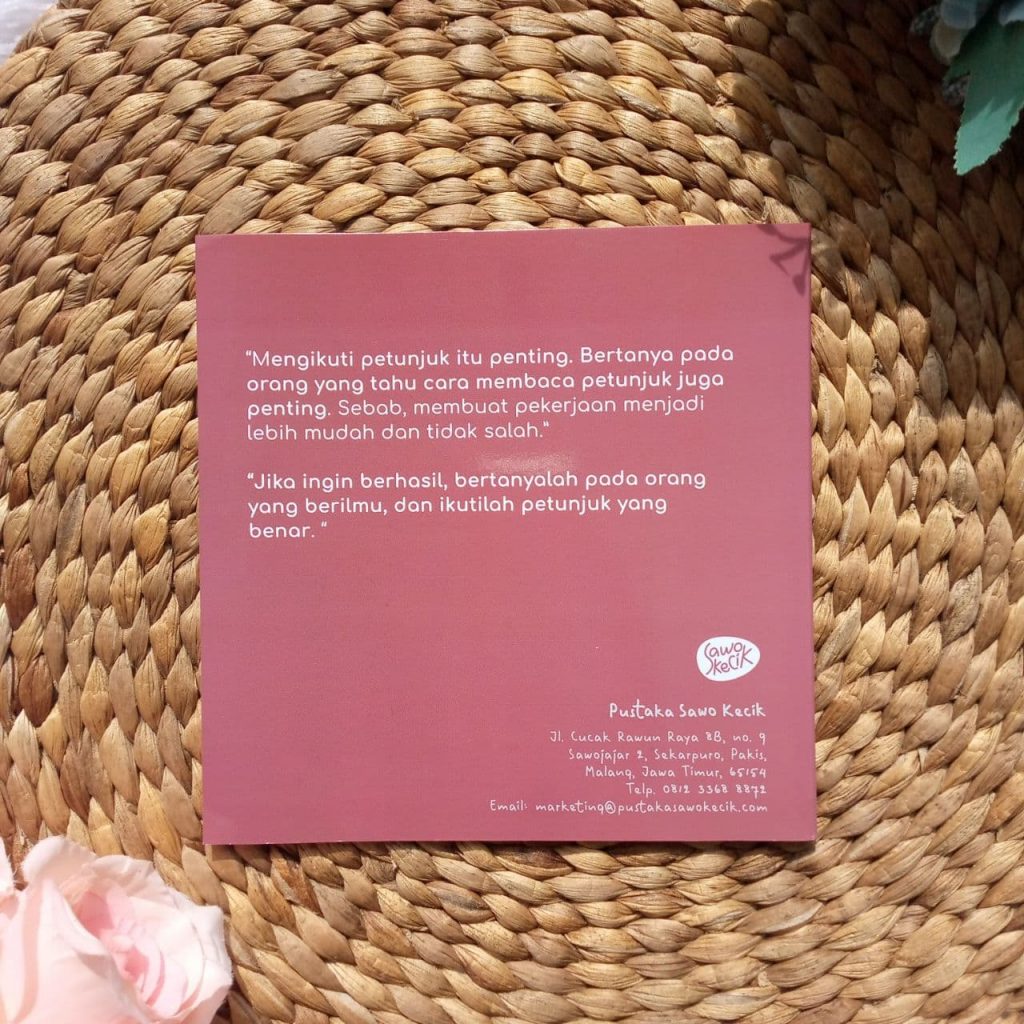 “Mengikuti petunjuk itu penting. Bertanya pada
orang yang tahu cara membaca petunjuk juga
penting. Sebab, membuat pekerjaan menjadi
lebih mudah dan tidak salah.”
“Jika ingin berhasil, bertanyalah pada orang
yang berilmu, dan ikutilah petunjuk yang
benar. “
Sawo
Kecik
Pustaka Sawo Kecik
Jl. Cucak Rawun Raya 8B, no. 9
Sawojajar 2, Sekarpuro, Pakis,
Malang, Jawa Timur, 65154
Telp. 0812 3368 8872
Email: marketing@pustakasawokecik.com